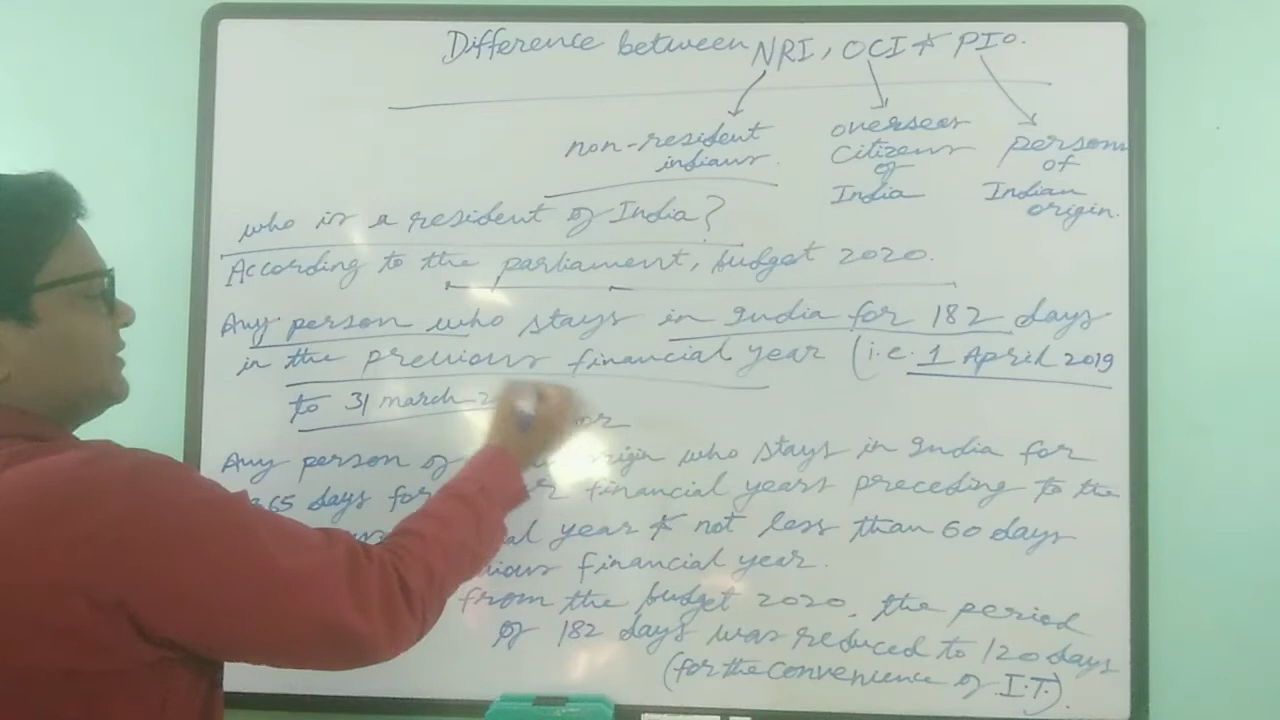 Difference between NRI, OCI & PIO.
non-resident indians.
overseas citizens of India
person of Indian origin.
who is a resident of India?
According to the parliament, budget 2020.
Any person who stays in India for 182 days
in the previous financial year (i.e. 1 April 2019
to 31 march 2 or
Any person of origin who stays in India for
365 days for financial years preceding to the
year & not less than 60 days
financial year.
from the budget 2020, the period
of 182 days was reduced to 120 days
(for the convenience of I.T).